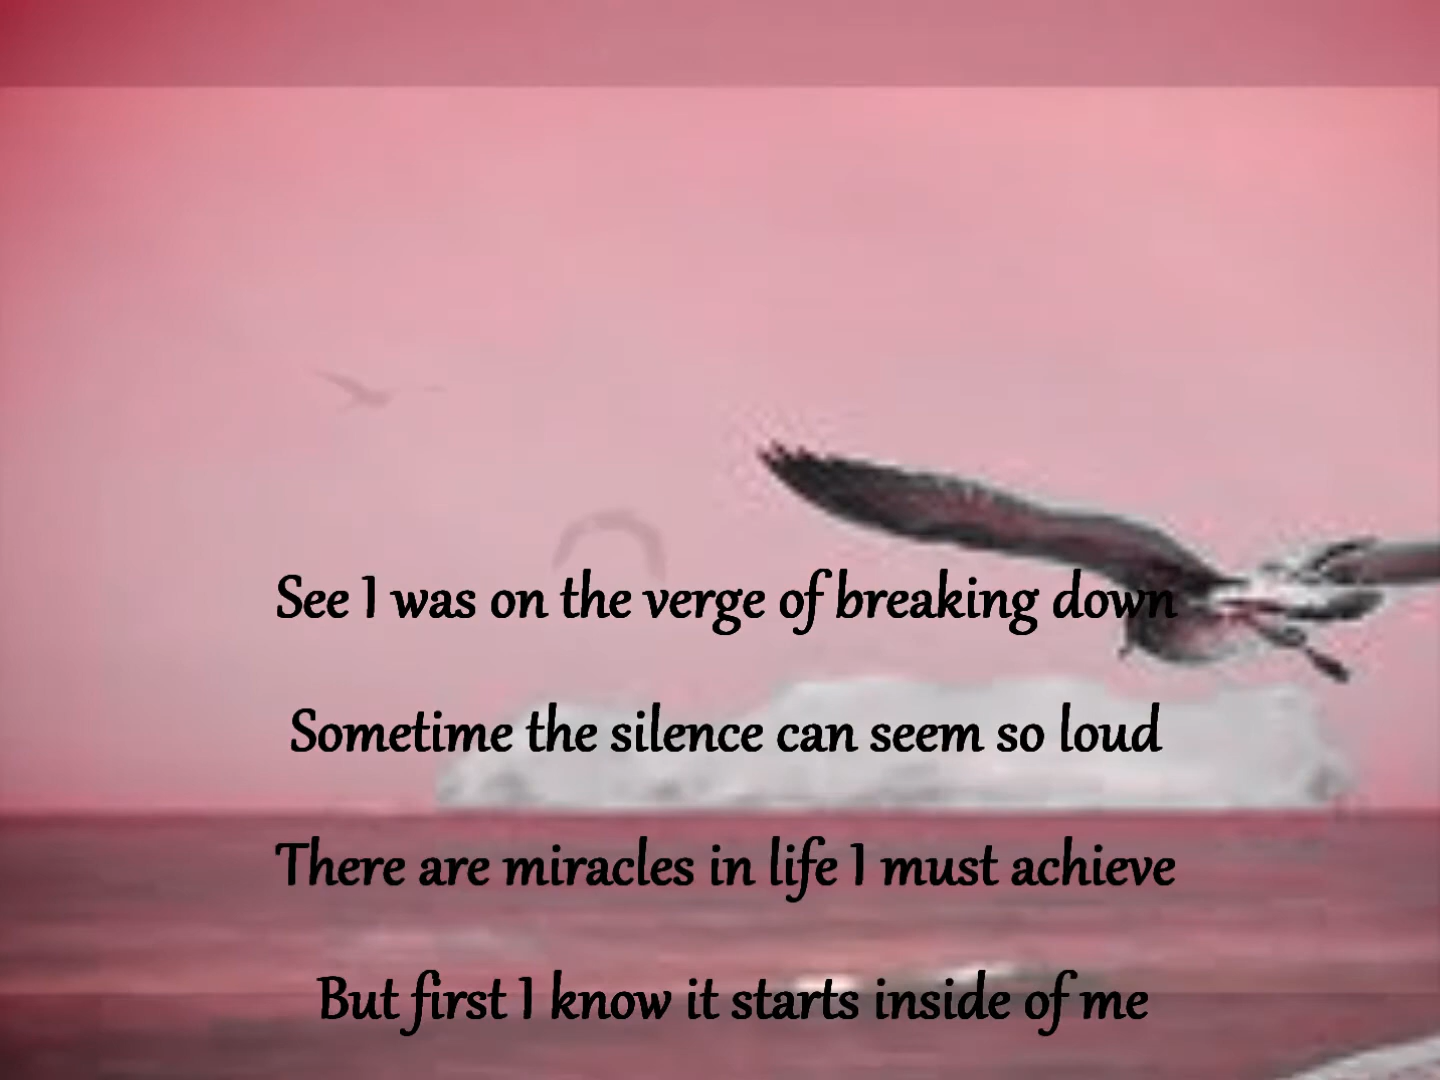 See I was on the verge of breaking down
Sometime the silence can seem so loud
There are miracles in life I must achieve
But first I know it starts inside of me